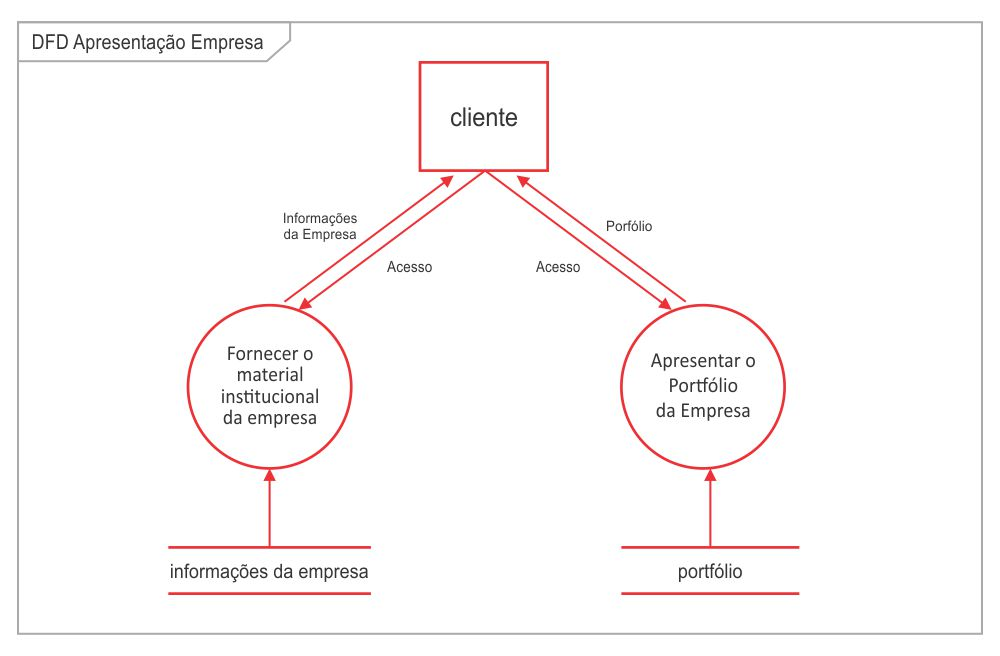 DFD Apresentação Empresa
cliente
Informações
da Empresa
Acesso
Acesso
Porfólio
Fornecer o
material
institucional
da empresa
Apresentar o
Portfólio
da Empresa
informações da empresa
portfólio